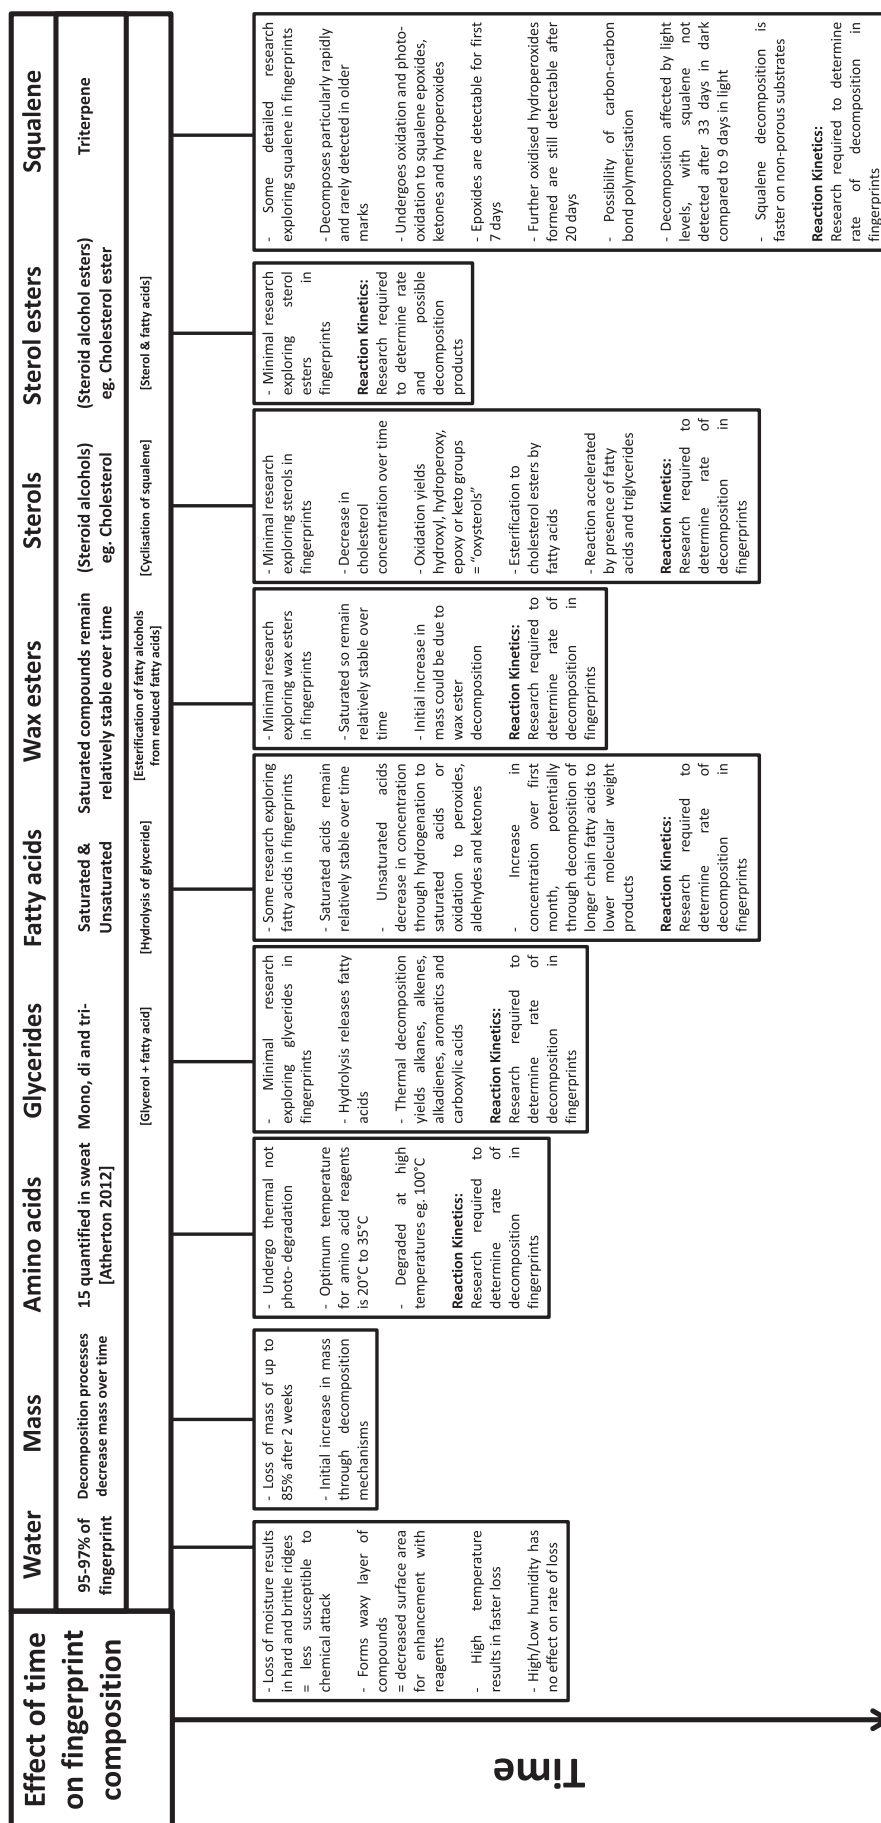 Effect of time
on fingerprint
composition
Water
Mass
Amino acids
Glycerides
Fatty acids
Wax esters
Sterols
Sterol esters
Squalene
95-97% of
fingerprint
Decomposition processes
decrease mass over time
15 quantified in sweat
[Atherton 2012]
Mono, di and tri-
Saturated &
Unsaturated
Saturated compounds remain
relatively stable over time
(Steroid alcohols)
eg. Cholesterol
(Steroid alcohol esters)
eg. Cholesterol ester
Triterpene
[Glycerol + fatty acid]
[Hydrolysis of glyceride]
[Esterification of fatty alcohols
from reduced fatty acids]
[Cyclisation of squalene]
[Sterol & fatty acids]
Time
- Loss of moisture results
in hard and brittle ridges
= less susceptible to
chemical attack
- Forms waxy layer of
compounds
= decreased surface area
for enhancement with
reagents
- High temperature
results in faster loss
- High/Low humidity has
no effect on rate of loss
- Loss of mass of up to
85% after 2 weeks
- Initial increase in mass
through decomposition
mechanisms
- Undergo thermal not
photo- degradation
- Optimum temperature
for amino acid reagents
is 20°C to 35°C
- Degraded at high
temperatures eg. 100°C
Reaction Kinetics:
Research required to
determine rate of
decomposition in
fingerprints
- Minimal research
exploring glycerides in
fingerprints
- Hydrolysis releases fatty
acids
- Thermal decomposition
yields alkanes, alkenes,
alkadienes, aromatics and
carboxylic acids
Reaction Kinetics:
Research required to
determine rate of
decomposition in
fingerprints
- Some research exploring
fatty acids in fingerprints
- Saturated acids remain
relatively stable over time
- Unsaturated acids
decrease in concentration
through hydrogenation to
saturated acids or
oxidation to peroxides,
aldehydes and ketones
- Increase in
concentration over first
month, potentially
through decomposition of
longer chain fatty acids to
lower molecular weight
products
Reaction Kinetics:
Research required to
determine rate of
decomposition in
fingerprints
- Minimal research
exploring wax esters
in fingerprints
- Saturated so remain
relatively stable over
time
- Initial increase in
mass could be due to
wax ester
decomposition
Reaction Kinetics:
Research required to
determine rate of
decomposition in
fingerprints
- Minimal research
exploring sterols in
fingerprints
- Decrease in
cholesterol
concentration over time
- Oxidation yields
hydroxyl, hydroperoxy,
epoxy or keto groups
= "oxysterols"
- Esterification to
cholesterol esters by
fatty acids
- Reaction accelerated
by presence of fatty
acids and triglycerides
Reaction Kinetics:
Research required to
determine rate of
decomposition in
fingerprints
- Minimal research
exploring sterol
esters in
fingerprints
Reaction Kinetics:
Research required
to determine rate
and possible
decomposition
products
- Some detailed research
exploring squalene in fingerprints
- Decomposes particularly rapidly
and rarely detected in older
marks
- Undergoes oxidation and photo-
oxidation to squalene epoxides,
ketones and hydroperoxides
- Epoxides are detectable for first
7 days
- Further oxidised hydroperoxides
formed are still detectable after
20 days
- Possibility of carbon-carbon
bond polymerisation
- Decomposition affected by light
levels, with squalene not
detected after 33 days in dark
compared to 9 days in light
- Squalene decomposition is
faster on non-porous substrates
Reaction Kinetics:
Research required to determine
rate of decomposition in
fingerprints